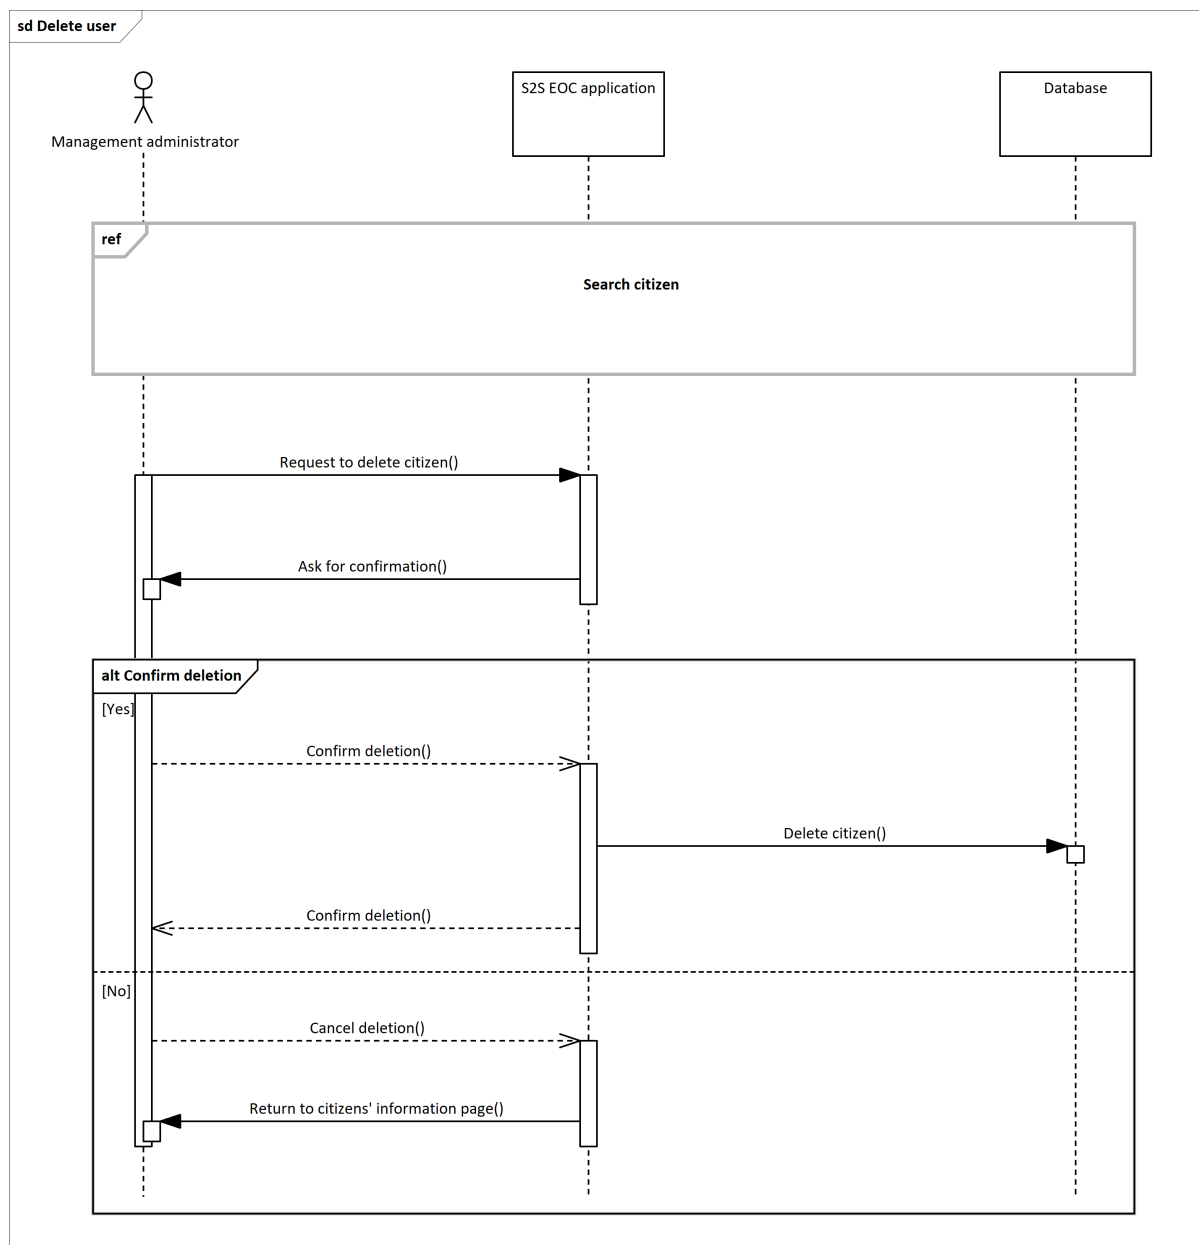 sd Delete user
Management administrator
S2S EOC application
Database
ref
Search citizen
Request to delete citizen()
Ask for confirmation()
alt Confirm deletion
[Yes]
Confirm deletion()
Delete citizen()
Confirm deletion()
[No]
Cancel deletion()
Return to citizens' information page()